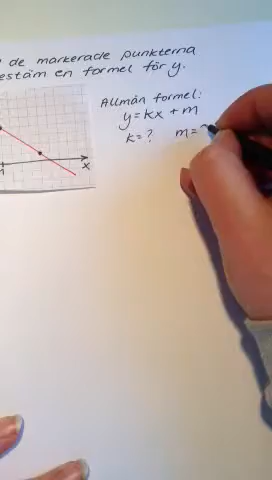 de markerade punkterna
estäm en formel för y.
Allmän formel:
y = kx + m
k = ? m = ?
x